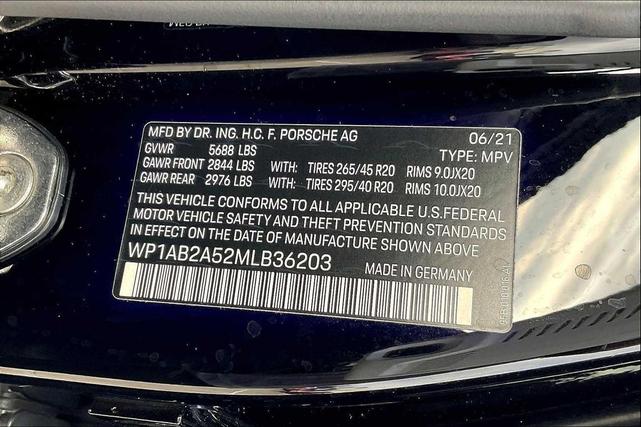 MFD BY DR. ING. H.C. F. PORSCHE AG 06/21
GVWR 5688 LBS TYPE: MPV
GAWR FRONT 2844 LBS WITH: TIRES 265/45 R20 RIMS 9.0JX20
GAWR REAR 2976 LBS WITH: TIRES 295/40 R20 RIMS 10.0JX20
THIS VEHICLE CONFORMS TO ALL APPLICABLE U.S.FEDERAL
MOTOR VEHICLE SAFETY AND THEFT PREVENTION STANDARDS
IN EFFECT ON THE DATE OF MANUFACTURE SHOWN ABOVE
WP1AB2A52MLB36203 MADE IN GERMANY